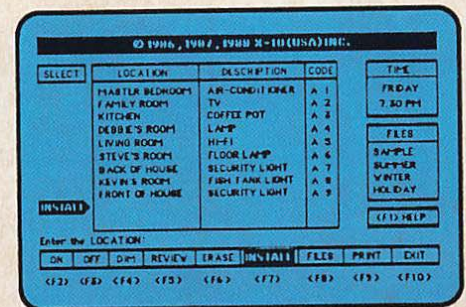 © 1986, 1987, 1988 X-10 (USA) INC.
SELECT LOCATION DESCRIPTION CODE TIME
MASTER BEDROOM AIR-CONDITIONER A 1 FRIDAY
FAMILY ROOM TV A 2 7.30 PM
KITCHEN COFFEE POT A 3
DEBBIE'S ROOM LAMP A 4 FILES
LIVING ROOM HI-FI A 5
STEVE'S ROOM FLOOR LAMP A 6 SAMPLE
BACK OF HOUSE SECURITY LIGHT A 7 SUMMER
KEVIN'S ROOM FISH TANK LIGHT A 8 WINTER
FRONT OF HOUSE SECURITY LIGHT A 9 HOLIDAY
INSTALL
<F1> HELP
Enter the LOCATION:
ON OFF DIM REVIEW ERASE INSTALL FILES PRINT EXIT
<F2> <F3> <F4> <F5> <F6> <F7> <F8> <F9> <F10>